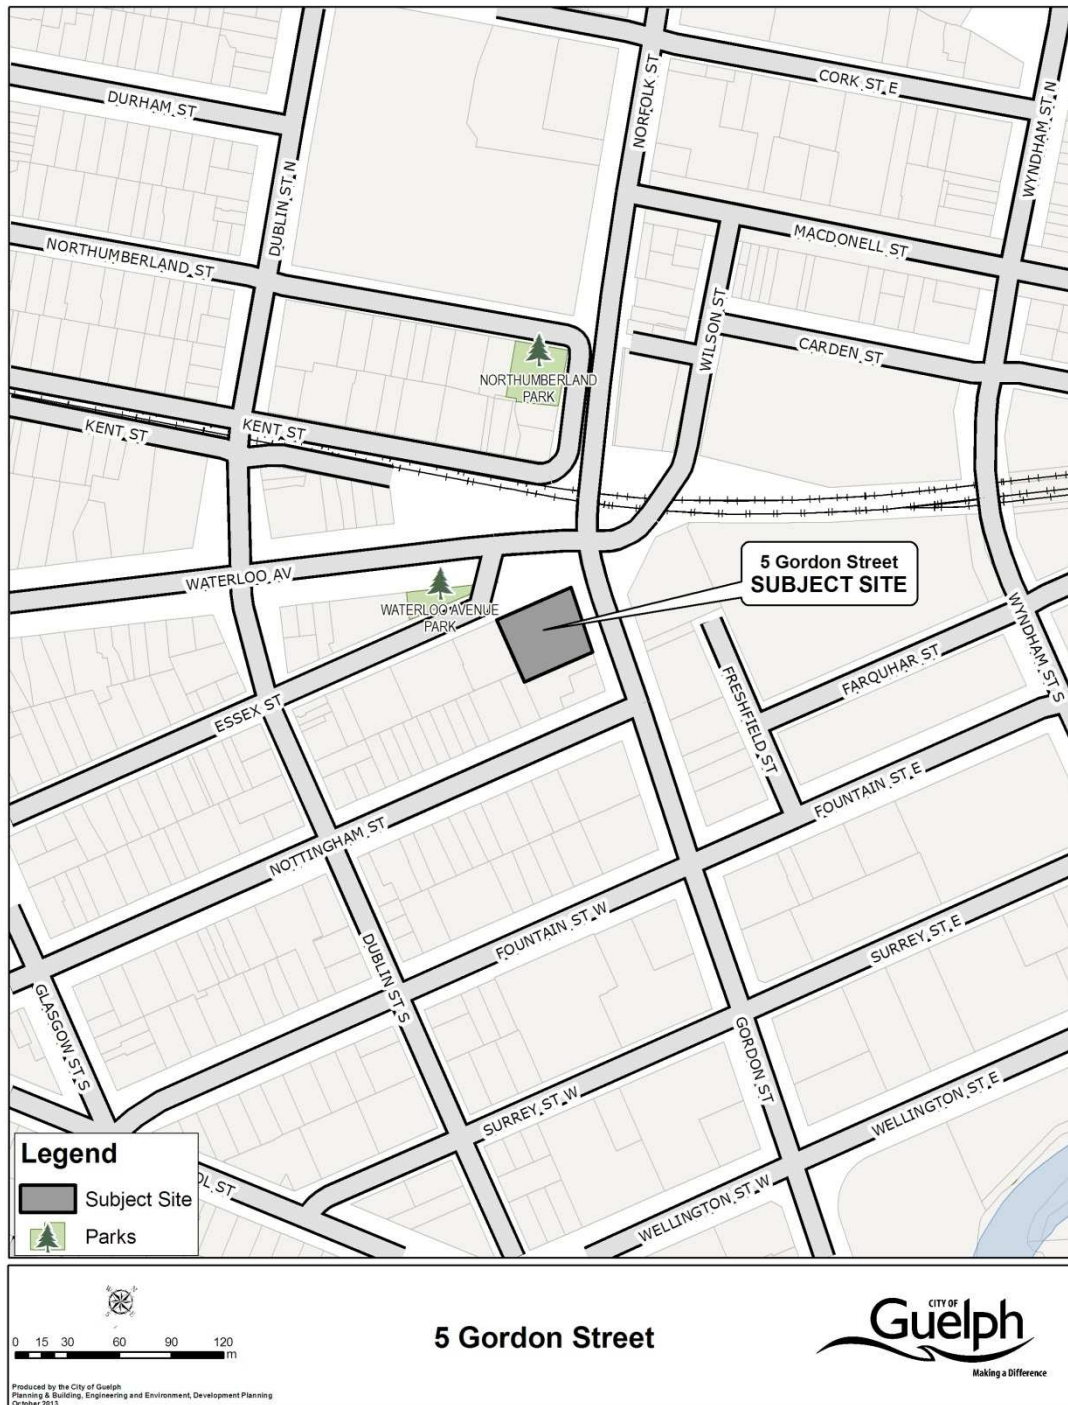 CORK ST E
NORFOLK ST
WYNDHAM ST N
DURHAM ST
DUBLIN ST N
MACDONELL ST
NORTHUMBERLAND ST
WILSON ST
CARDEN ST
NORTHUMBERLAND
PARK
KENT ST
KENT ST
5 Gordon Street
SUBJECT SITE
WATERLOO AV
WATERLOO AVENUE
PARK
WYNDHAM ST S
FARQUHAR ST
FRESHFIELD ST
ESSEX ST
FOUNTAIN ST E
NOTTINGHAM ST
FOUNTAIN ST W
SURREY ST E
DUBLIN ST S
GLASGOW ST S
GORDON ST
WELLINGTON ST E
SURREY ST W
WELLINGTON ST W
OL ST
Legend
Subject Site
Parks
N
W
E
S
0 15 30 60 90 120
m
5 Gordon Street
CITY OF
Guelph
Making a Difference
Produced by the City of Guelph
Planning & Building, Engineering and Environment, Development Planning
October 2013